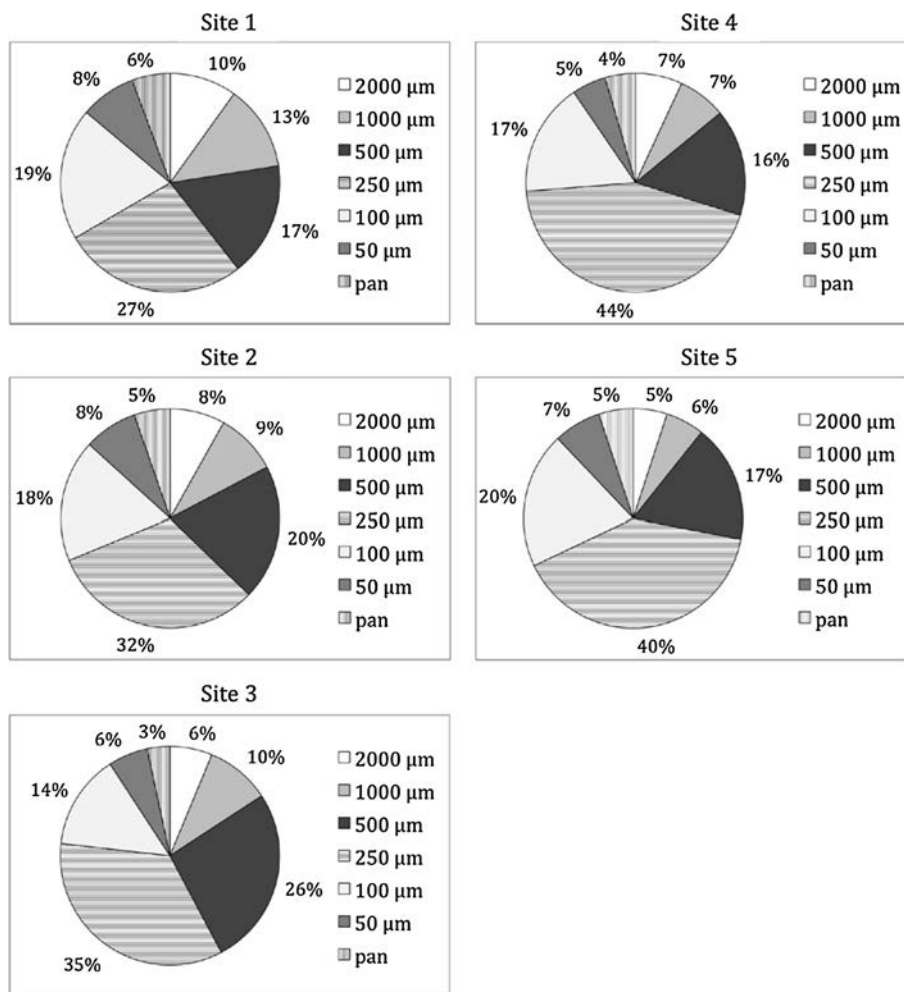 Site 1
6%
10%
8%
13%
19%
17%
27%
2000 µm
1000 µm
500 µm
250 µm
100 µm
50 µm
pan
Site 4
4%
7%
5%
7%
17%
16%
44%
2000 µm
1000 µm
500 µm
250 µm
100 µm
50 µm
pan
Site 2
5%
8%
8%
9%
18%
20%
32%
2000 µm
1000 µm
500 µm
250 µm
100 µm
50 µm
pan
Site 5
5%
5%
7%
6%
17%
20%
40%
2000 µm
1000 µm
500 µm
250 µm
100 µm
50 µm
pan
Site 3
3%
6%
6%
10%
14%
26%
35%
2000 µm
1000 µm
500 µm
250 µm
100 µm
50 µm
pan